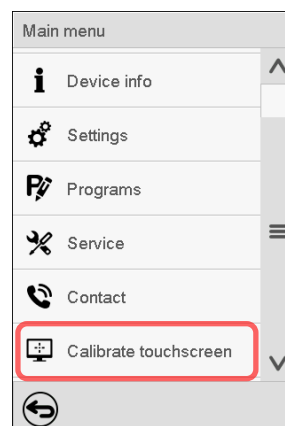 Main menu
Device info
Settings
Programs
Service
Contact
Calibrate touchscreen